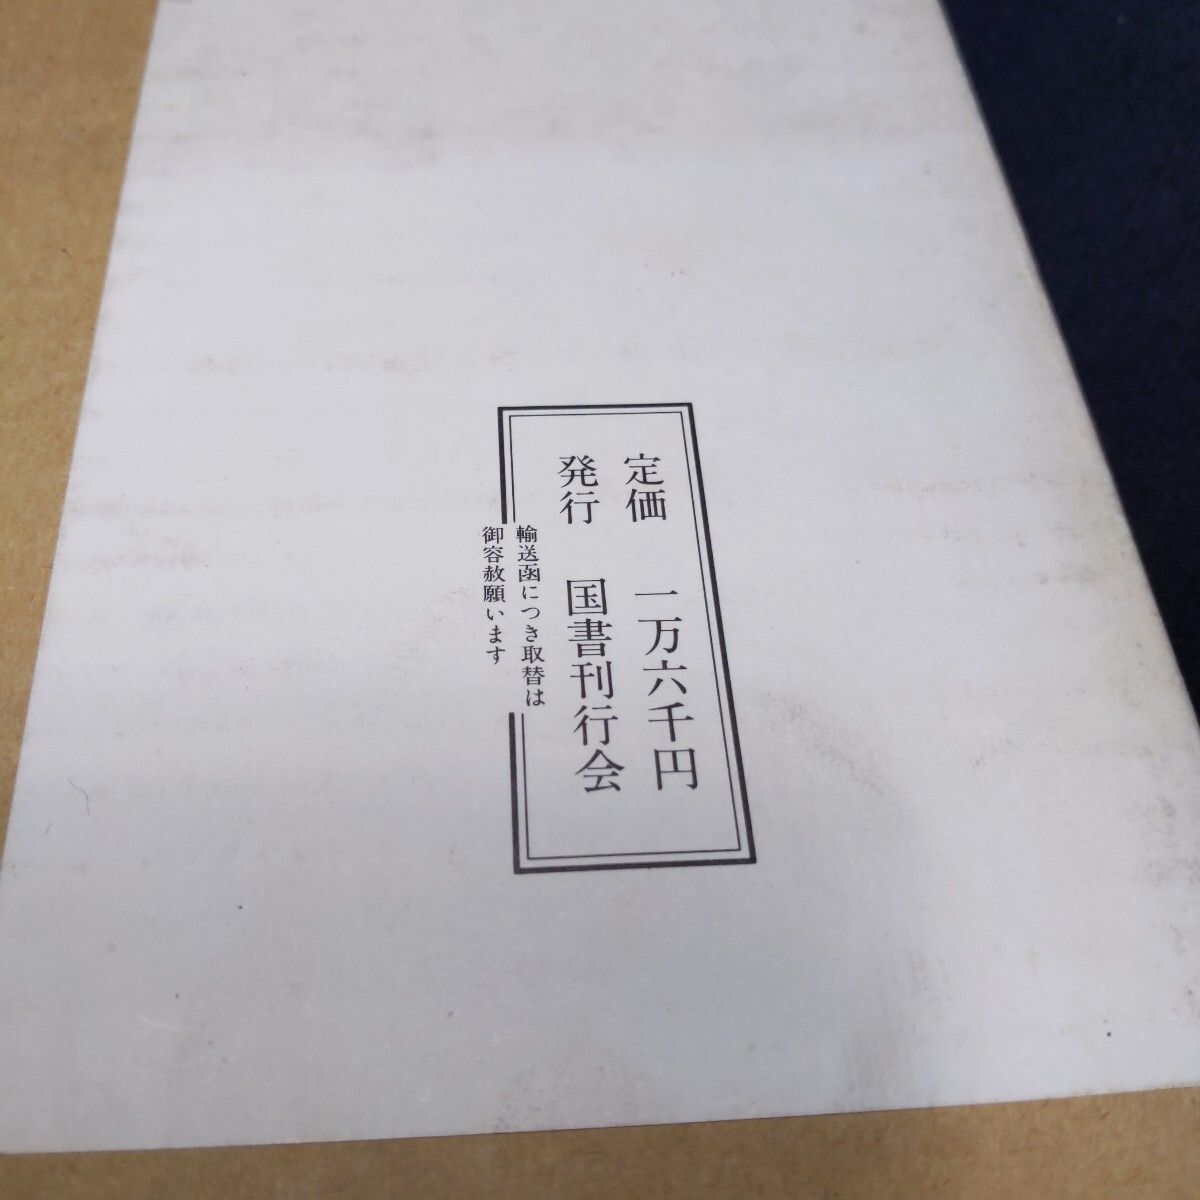 定価 一万六千円
発行 国書刊行会
輸送函につき取替は
御容赦願います